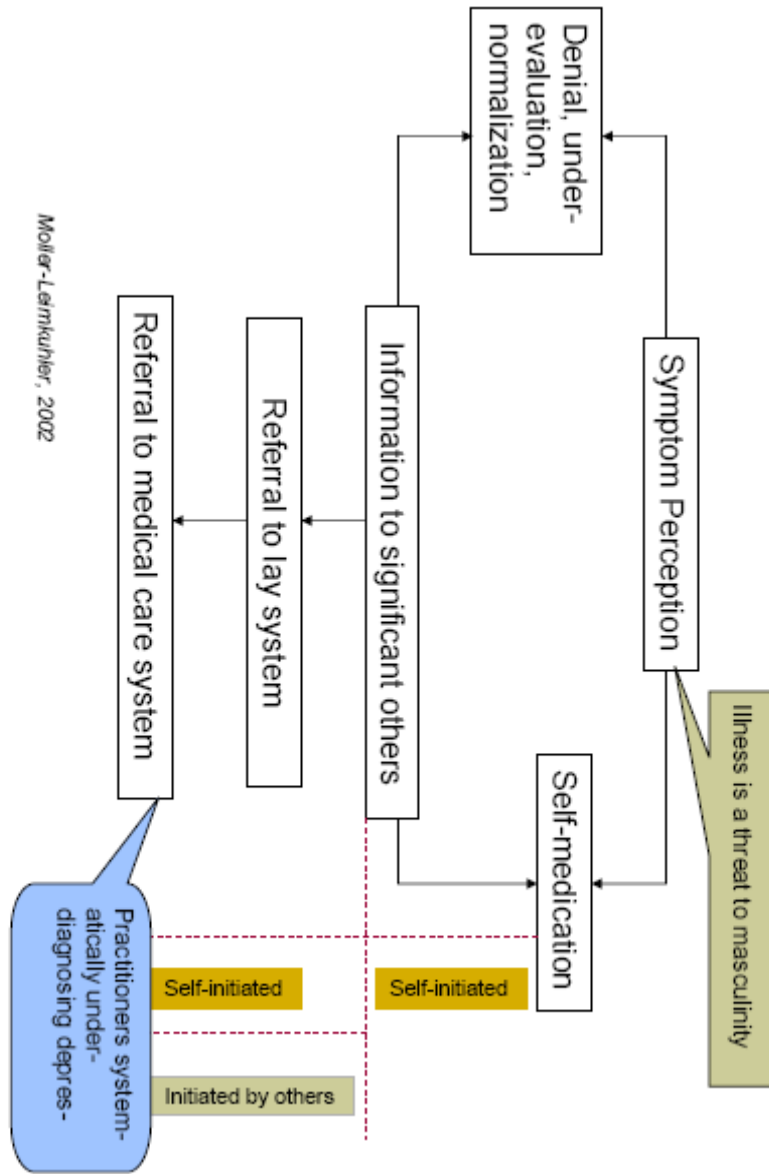 Illness is a threat to masculinity
Symptom Perception
Denial, under-
evaluation,
normalization
Self-medication
Information to significant others
Self-initiated
Referral to lay system
Self-initiated
Referral to medical care system
Initiated by others
Practitioners system-
atically under-
diagnosing depres-
Moller-Leimkuhler, 2002